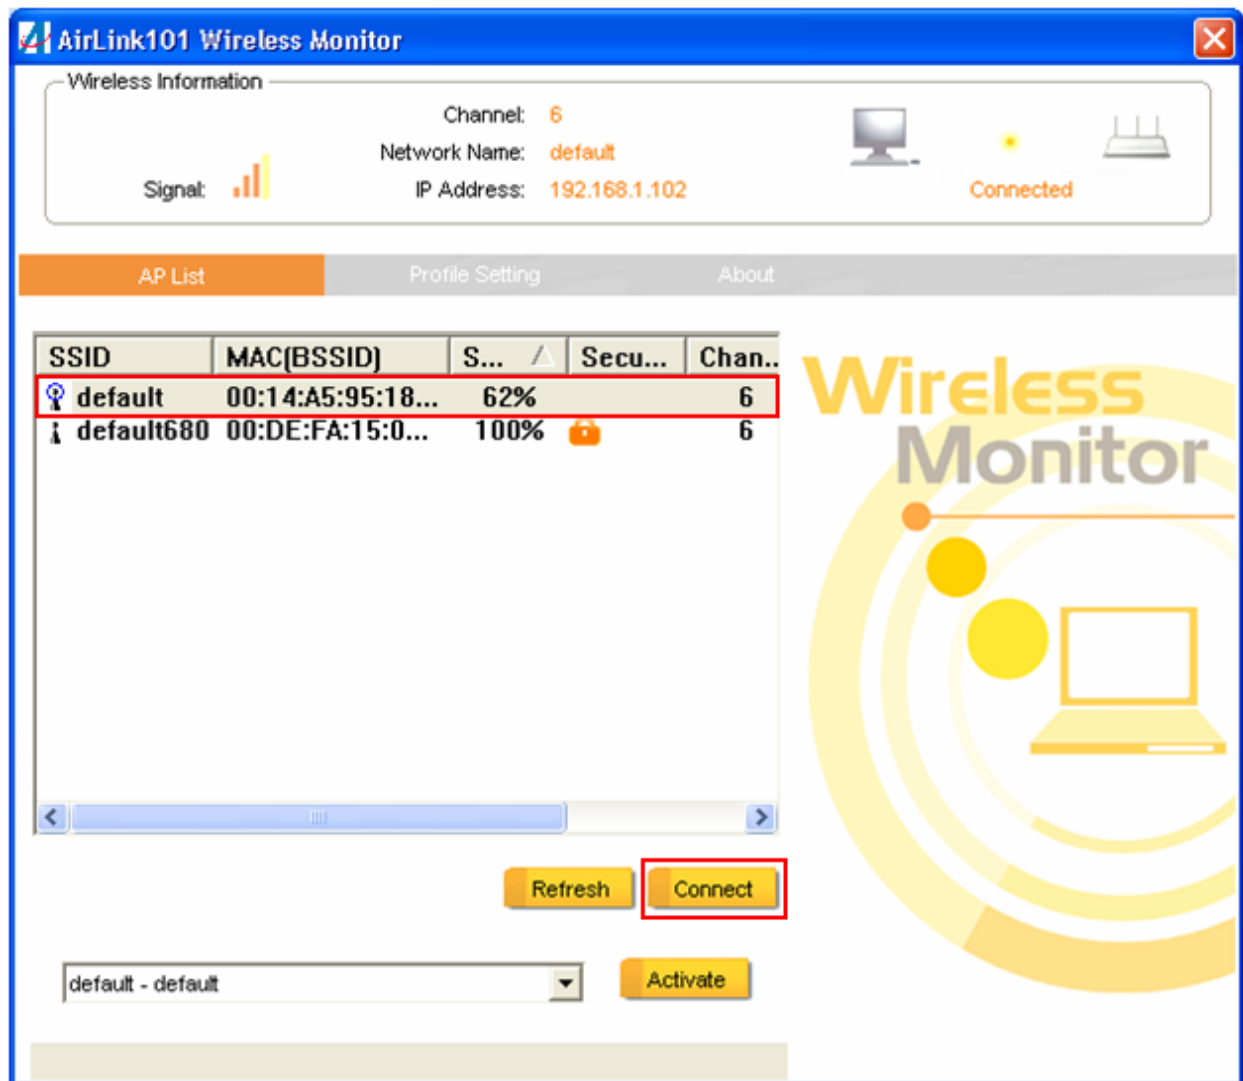 AirLink101 Wireless Monitor
Wireless Information
Channel: 6
Network Name: default
Signal: IP Address: 192.168.1.102
Connected
AP List Profile Setting About
SSID MAC(BSSID) S... Secu... Chan..
default 00:14:A5:95:18... 62% 6
default680 00:DE:FA:15:0... 100% 6
Wireless
Monitor
Refresh Connect
default - default Activate